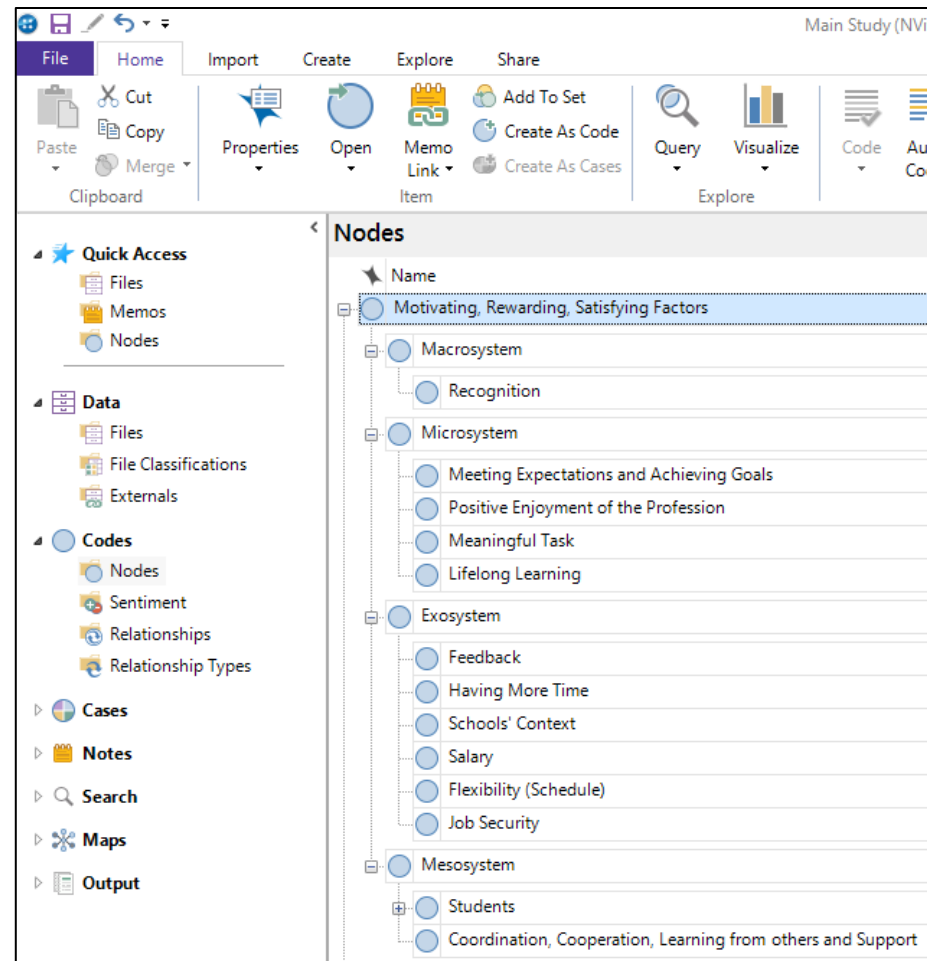 Main Study (NVi
File Home Import Create Explore Share
Cut
Copy
Paste
Merge
Clipboard
Properties
Open
Memo
Link
Add To Set
Create As Code
Create As Cases
Item
Query
Visualize
Explore
Code
Au
Co
Quick Access
Files
Memos
Nodes
Data
Files
File Classifications
Externals
Codes
Nodes
Sentiment
Relationships
Relationship Types
Cases
Notes
Search
Maps
Output
Nodes
Name
Motivating, Rewarding, Satisfying Factors
Macrosystem
Recognition
Microsystem
Meeting Expectations and Achieving Goals
Positive Enjoyment of the Profession
Meaningful Task
Lifelong Learning
Exosystem
Feedback
Having More Time
Schools' Context
Salary
Flexibility (Schedule)
Job Security
Mesosystem
Students
Coordination, Cooperation, Learning from others and Support